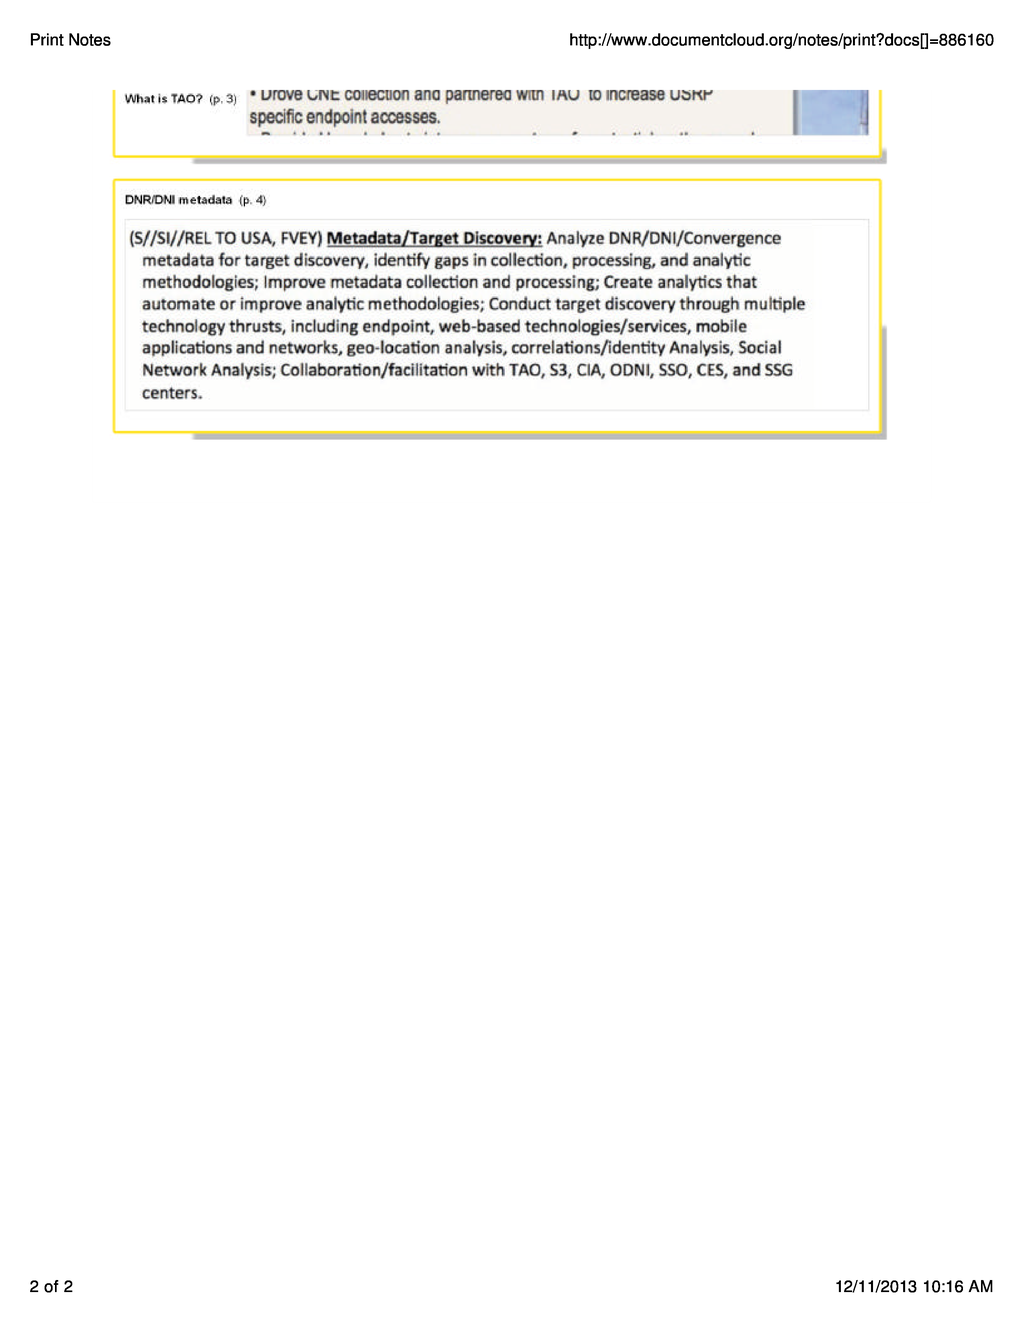 Print Notes
http://www.documentcloud.org/notes/print?docs[]=886160
What is TAO? (p. 3)
• Drove CNE collection and partnered with TAO to increase USRP
specific endpoint accesses.
DNR/DNI metadata (p. 4)
(S//SI//REL TO USA, FVEY) Metadata/Target Discovery: Analyze DNR/DNI/Convergence
metadata for target discovery, identify gaps in collection, processing, and analytic
methodologies; Improve metadata collection and processing; Create analytics that
automate or improve analytic methodologies; Conduct target discovery through multiple
technology thrusts, including endpoint, web-based technologies/services, mobile
applications and networks, geo-location analysis, correlations/identity Analysis, Social
Network Analysis; Collaboration/facilitation with TAO, S3, CIA, ODNI, SSO, CES, and SSG
centers.
2 of 2
12/11/2013 10:16 AM